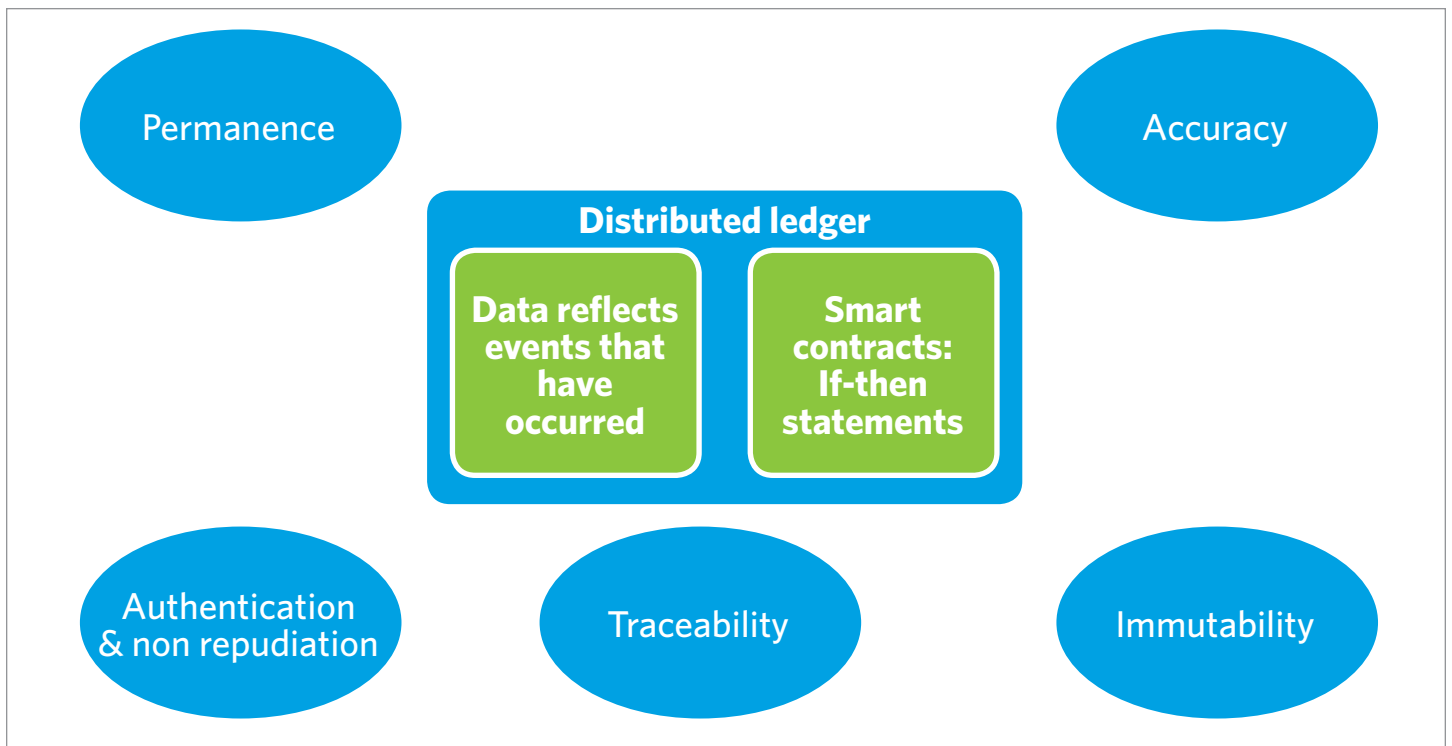 Permanence
Accuracy
Distributed ledger
Data reflects
events that
have
occurred
Smart
contracts:
If-then
statements
Authentication
& non repudiation
Traceability
Immutability